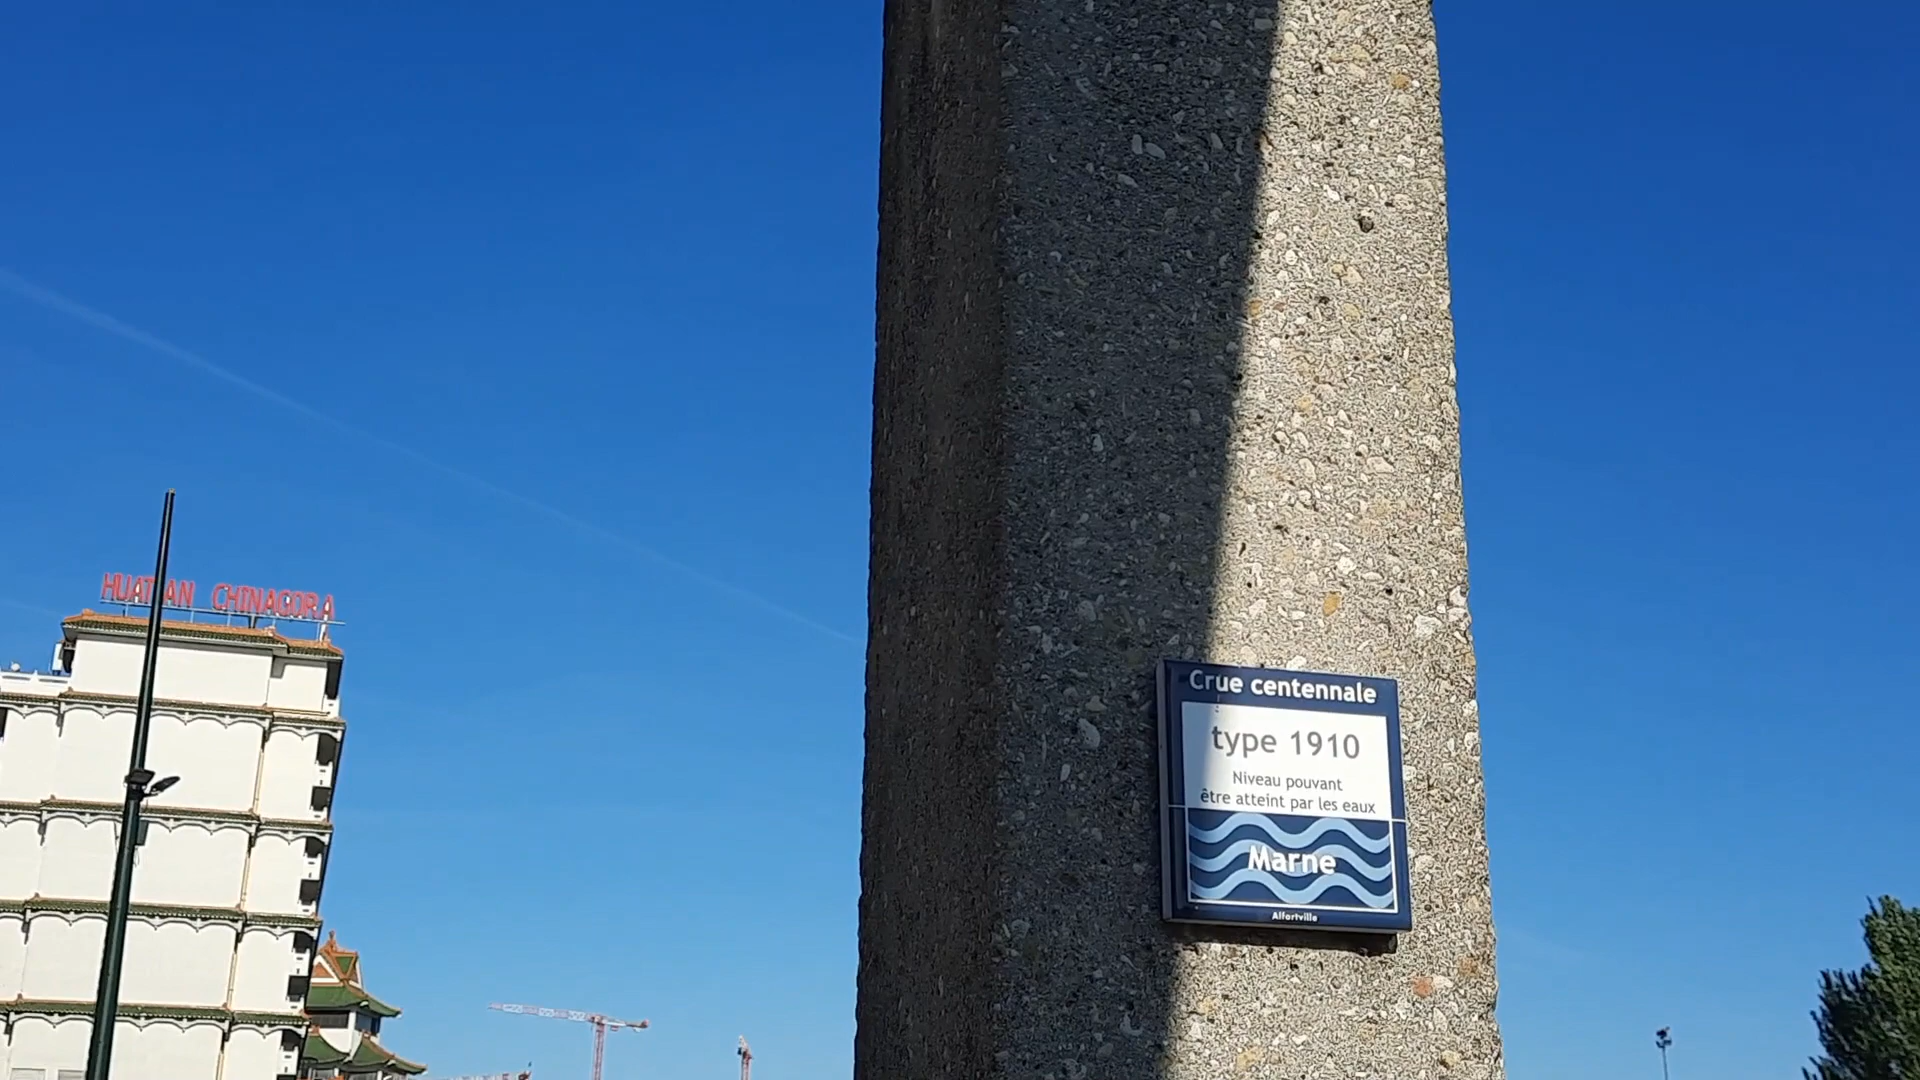 HUATIAN CHINAGORA
Crue centennale
type 1910
Niveau pouvant
être atteint par les eaux
Marne
Alfortville